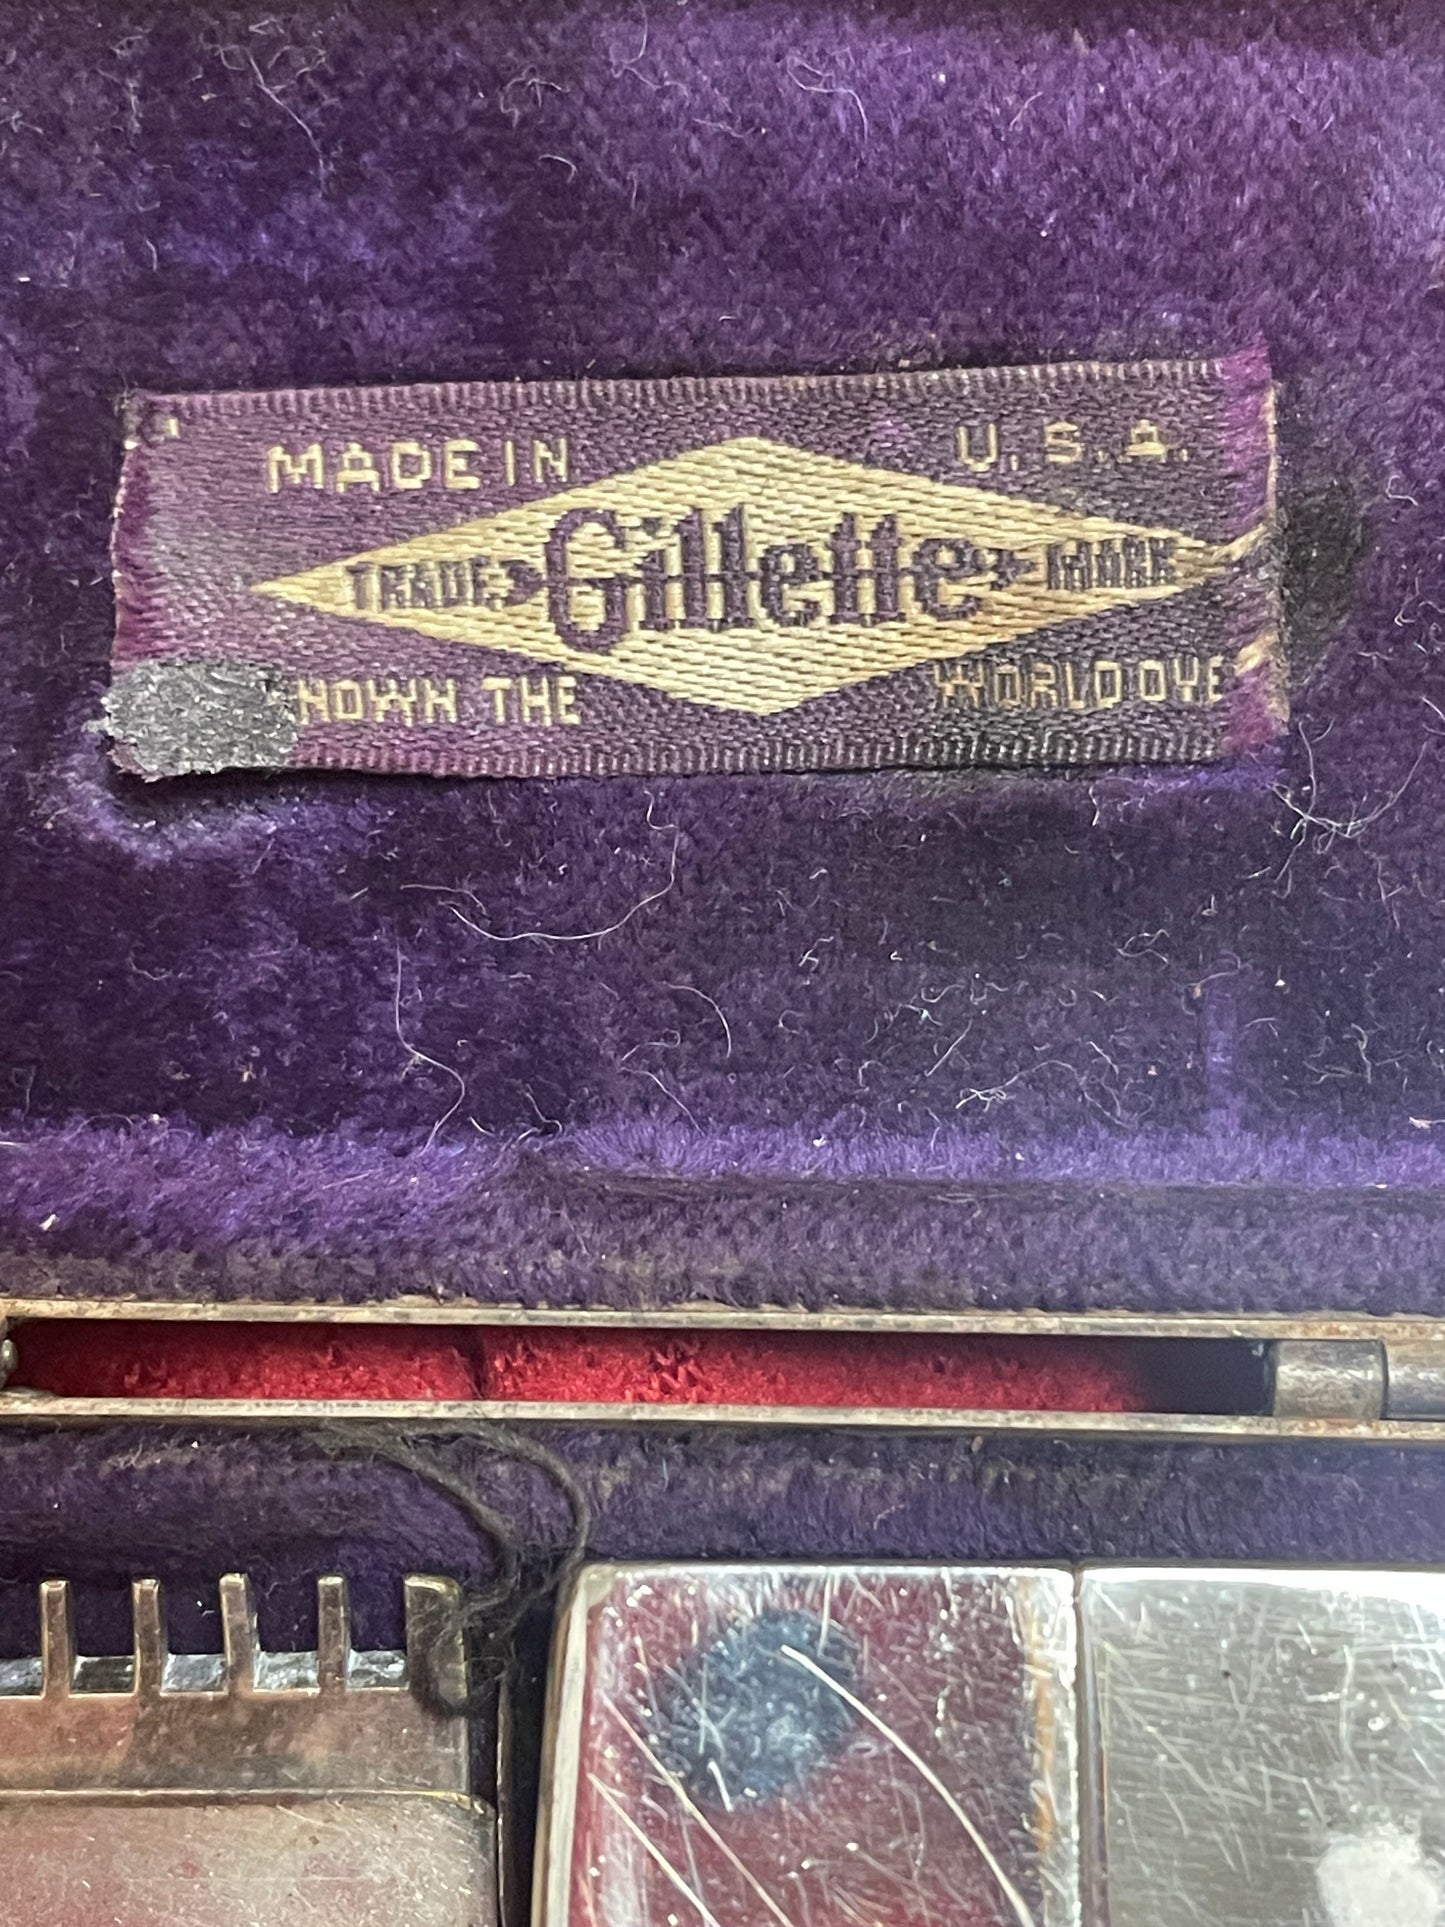 MADE IN U.S.A.
TRADE Gillette MARK
NOWN THE WORLD OVE